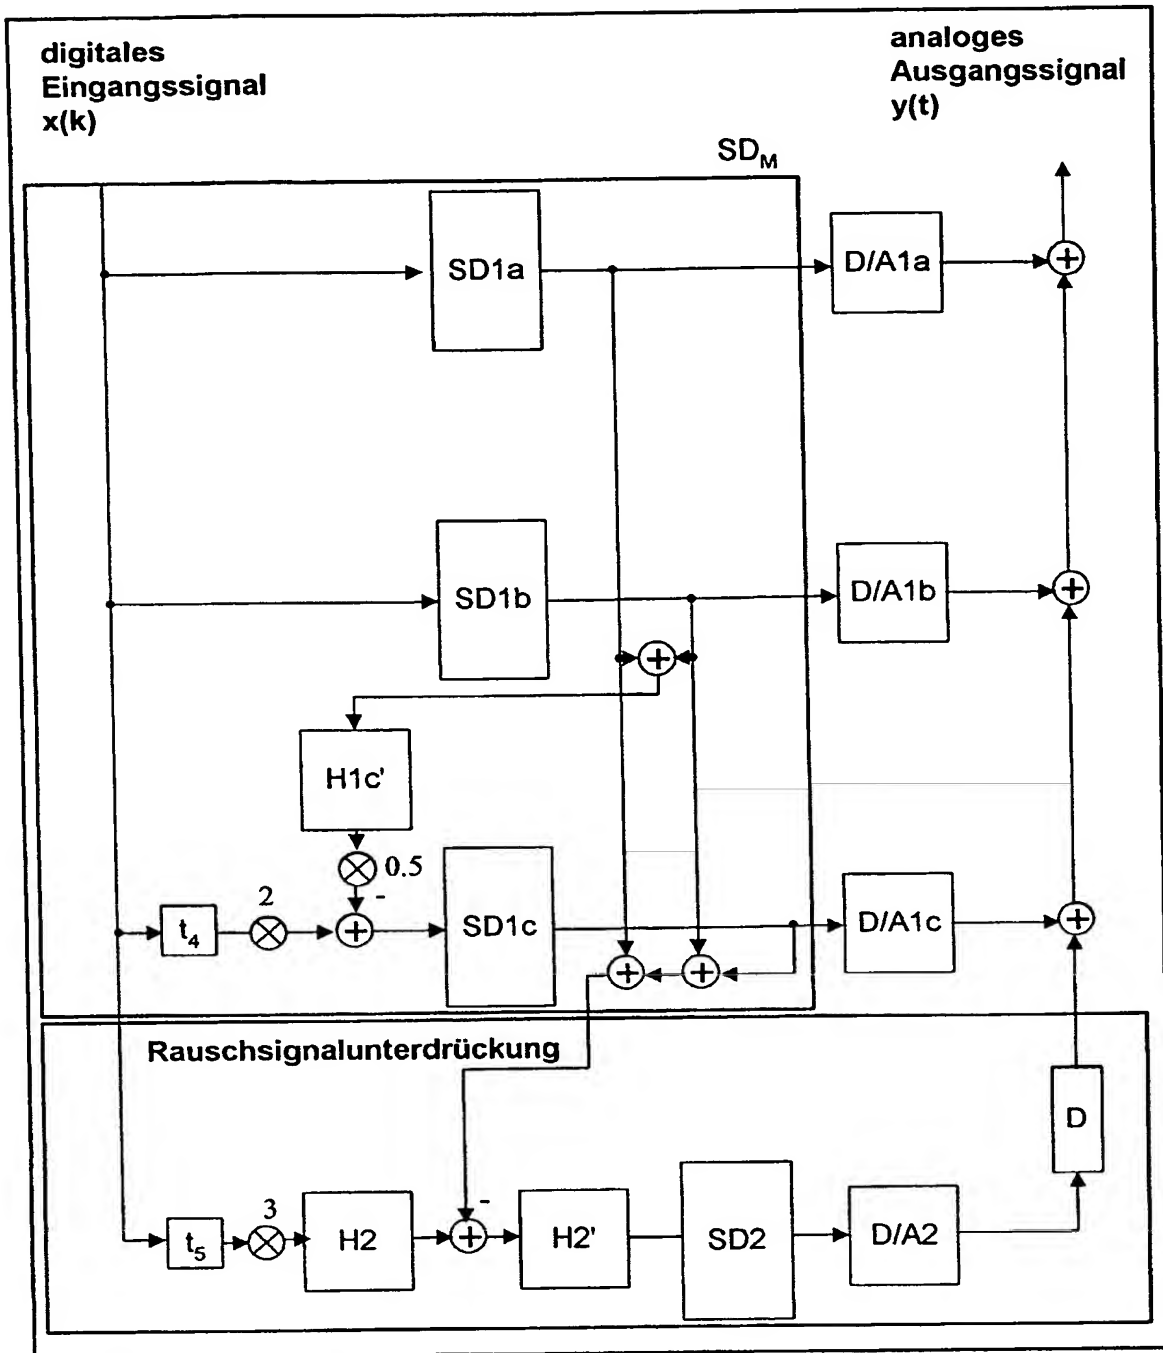 digitales
Eingangssignal
x(k)
analoges
Ausgangssignal
y(t)
SD_M
SD1a
D/A1a
+
SD1b
D/A1b
+
+
H1c'
0.5
-
2
t_4
+
SD1c
D/A1c
+
+
+
Rauschsignalunterdrückung
D
-
3
t_5
H2
+
H2'
SD2
D/A2